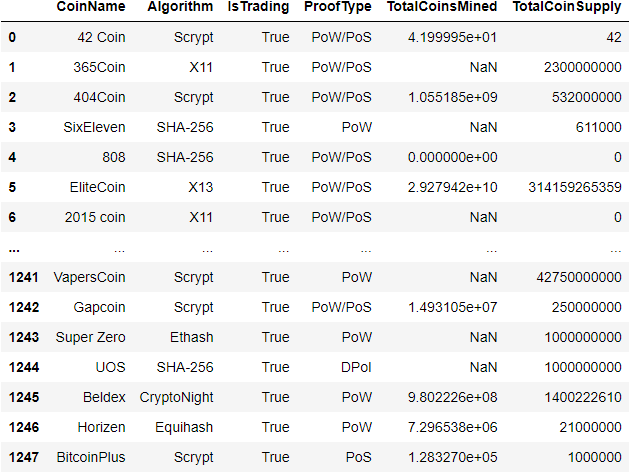 CoinName Algorithm IsTrading ProofType TotalCoinsMined TotalCoinSupply
0 42 Coin Scrypt True PoW/PoS 4.199995e+01 42
1 365Coin X11 True PoW/PoS NaN 2300000000
2 404Coin Scrypt True PoW/PoS 1.055185e+09 532000000
3 SixEleven SHA-256 True PoW NaN 611000
4 808 SHA-256 True PoW/PoS 0.000000e+00 0
5 EliteCoin X13 True PoW/PoS 2.927942e+10 314159265359
6 2015 coin X11 True PoW/PoS NaN 0
... ... ... ... ... ... ...
1241 VapersCoin Scrypt True PoW NaN 42750000000
1242 Gapcoin Scrypt True PoW/PoS 1.493105e+07 250000000
1243 Super Zero Ethash True PoW NaN 1000000000
1244 UOS SHA-256 True DPoI NaN 1000000000
1245 Beldex CryptoNight True PoW 9.802226e+08 1400222610
1246 Horizen Equihash True PoW 7.296538e+06 21000000
1247 BitcoinPlus Scrypt True PoS 1.283270e+05 1000000